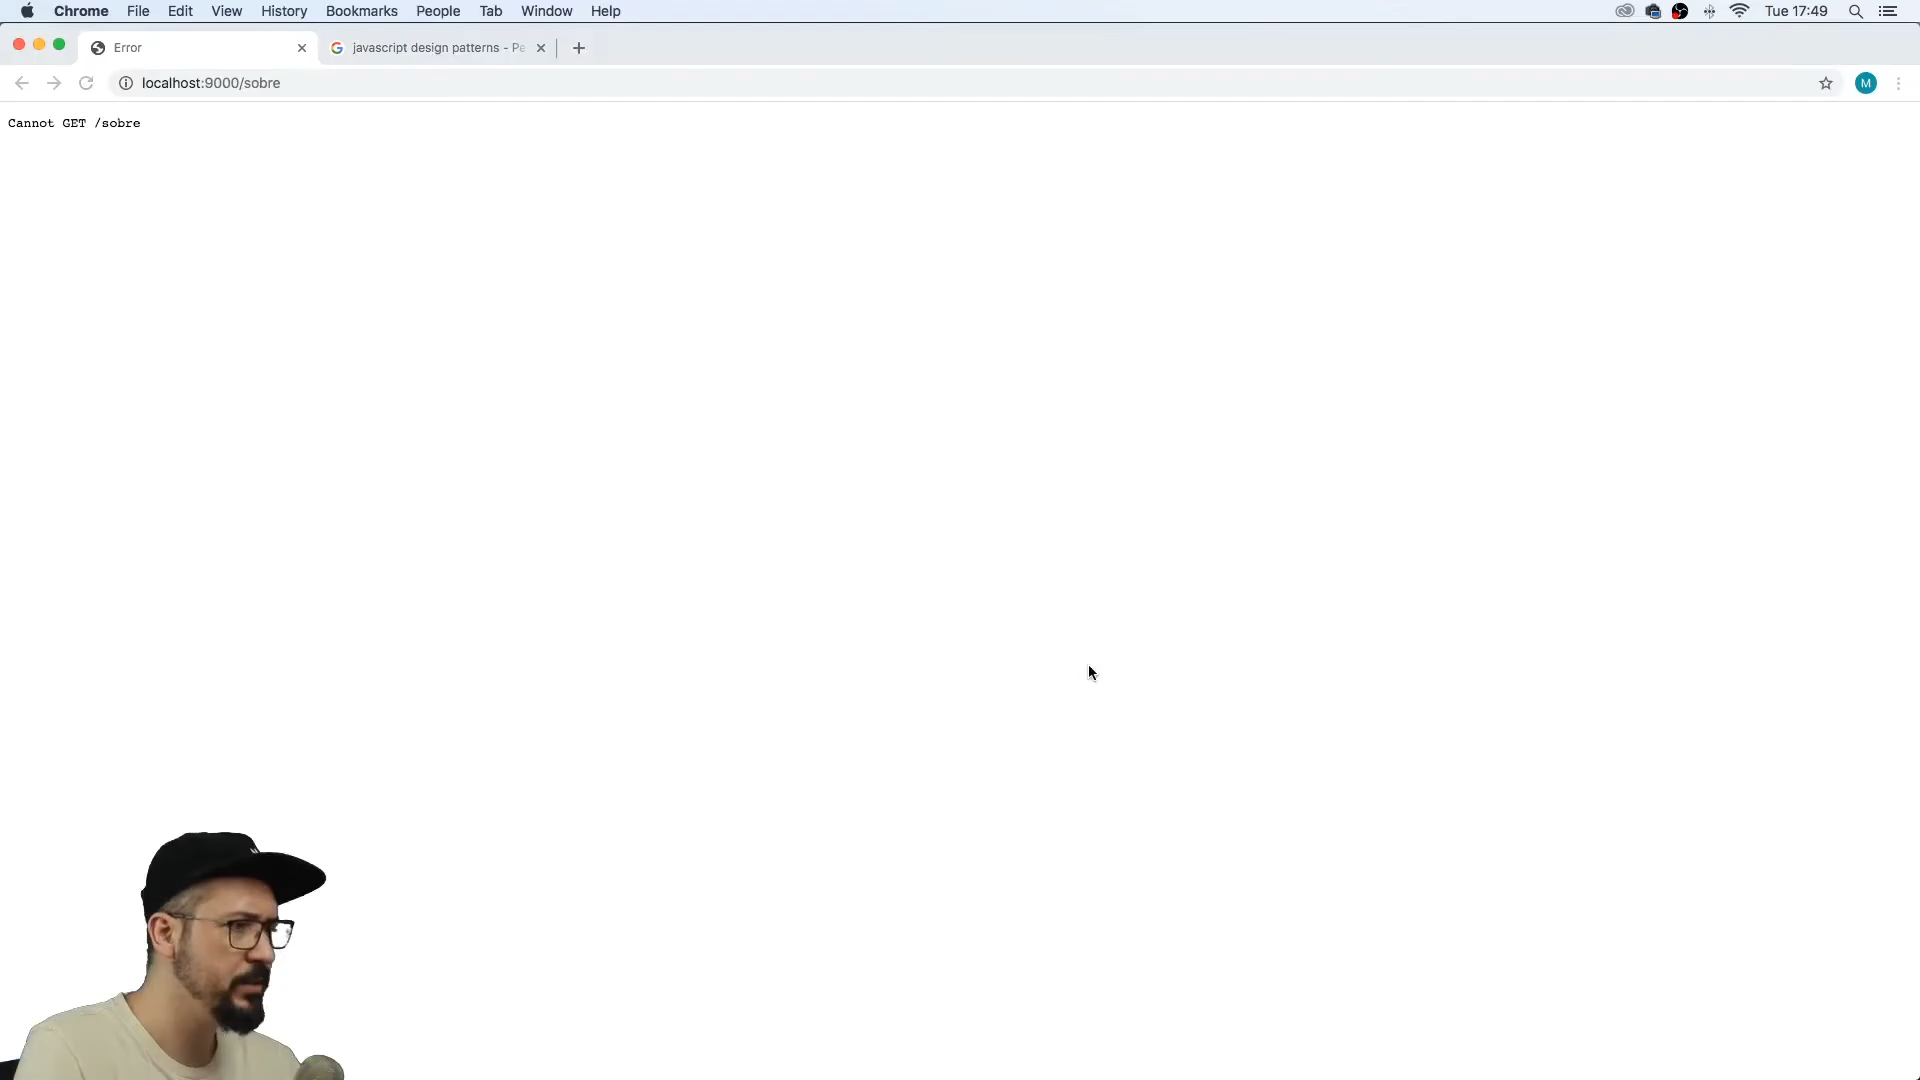 Chrome File Edit View History Bookmarks People Tab Window Help Tue 17:49
Error javascript design patterns - Pe
localhost:9000/sobre M
Cannot GET /sobre